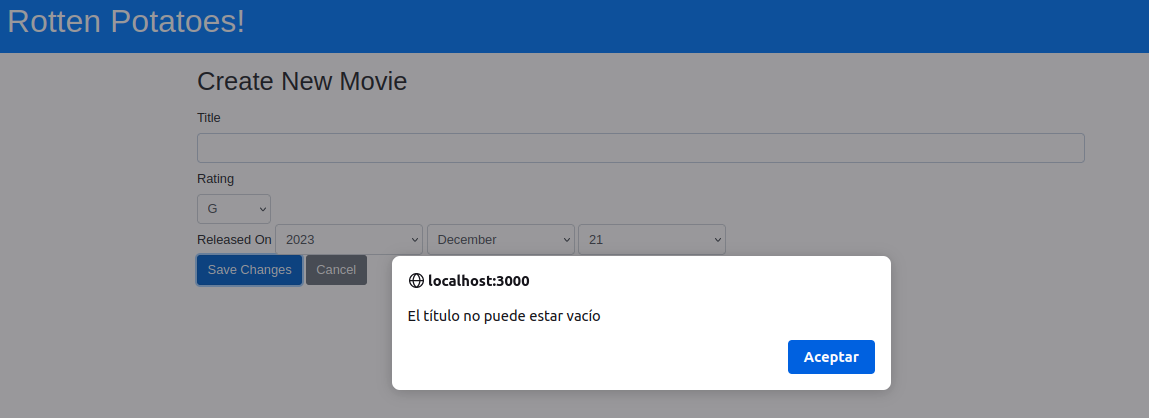 Rotten Potatoes!
Create New Movie
Title
Rating
G
Released On 2023 December 21
Save Changes Cancel
localhost:3000
El título no puede estar vacío
Aceptar